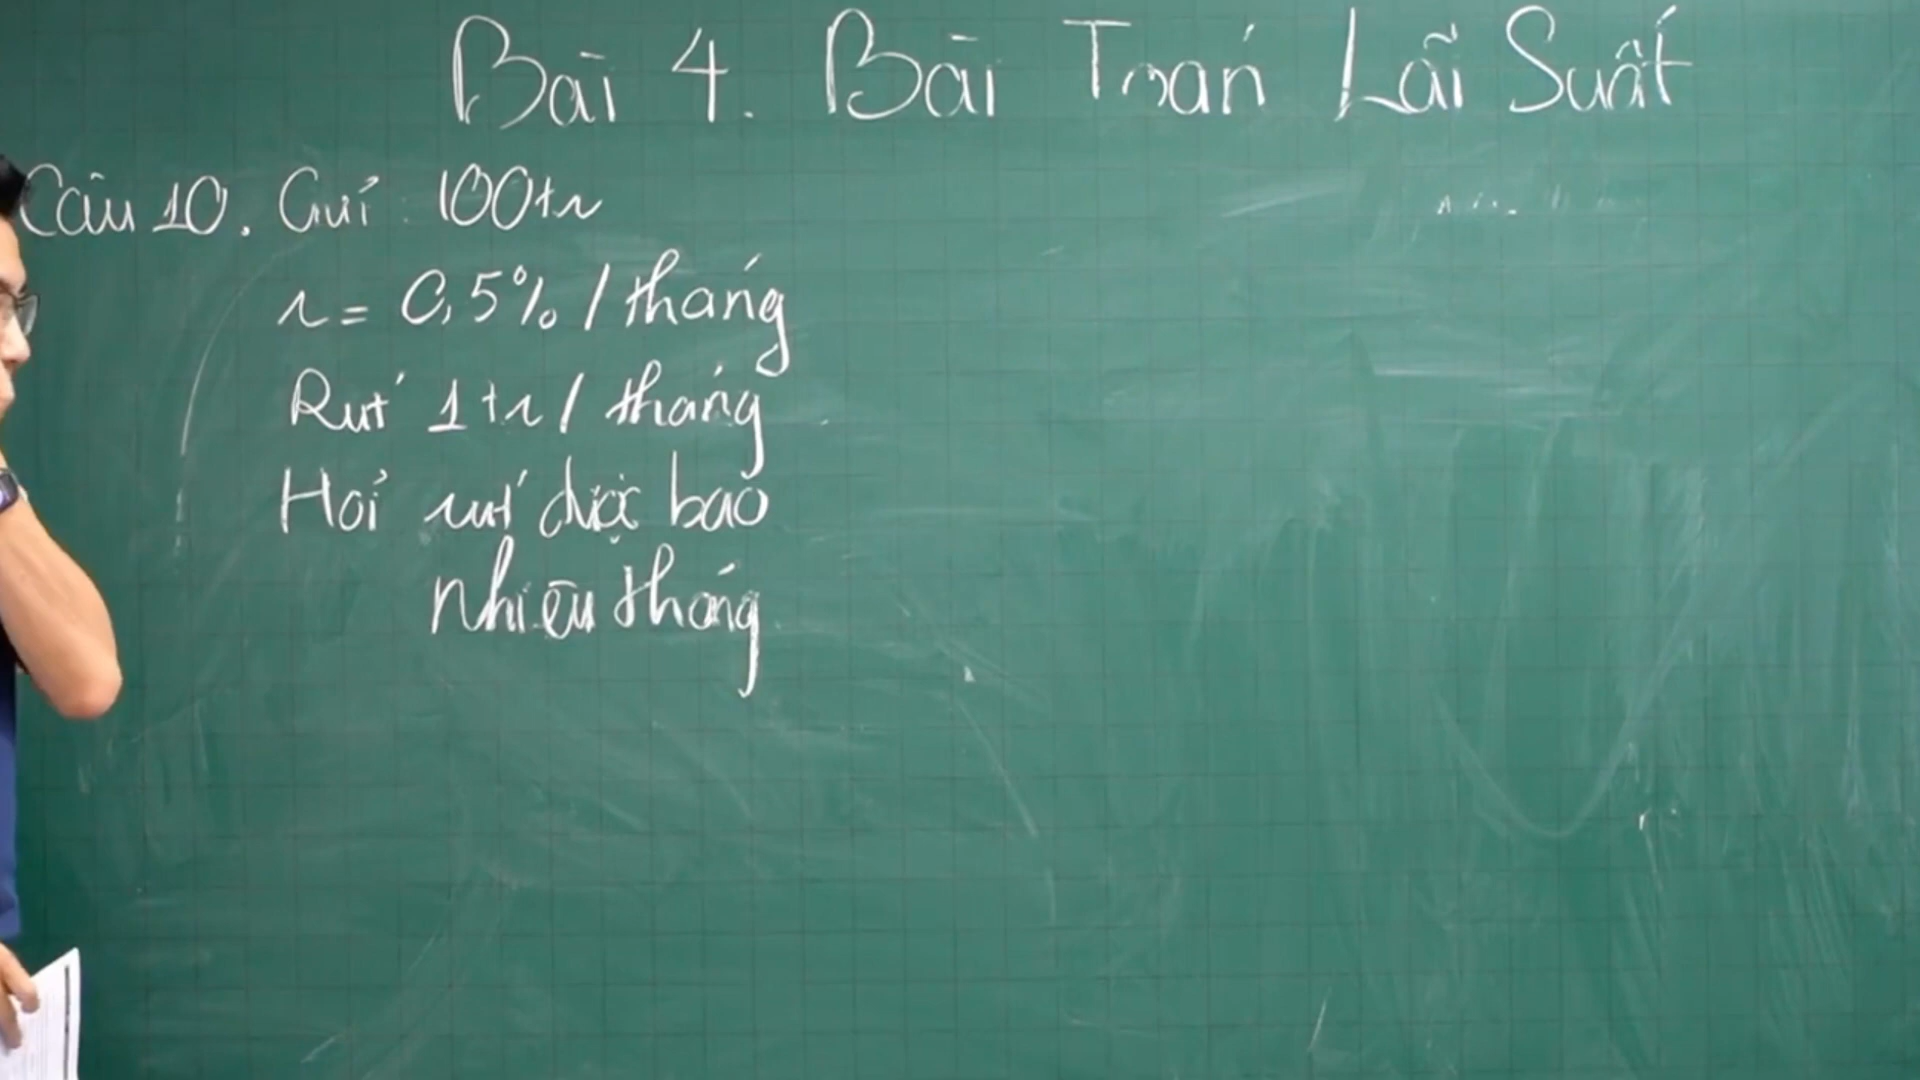 Bài 4. Bài Toán Lãi Suất
Câu 10. Gửi 100tr
r = 0,5% / tháng
Rút 1tr / tháng
Hỏi rút được bao
nhiêu tháng